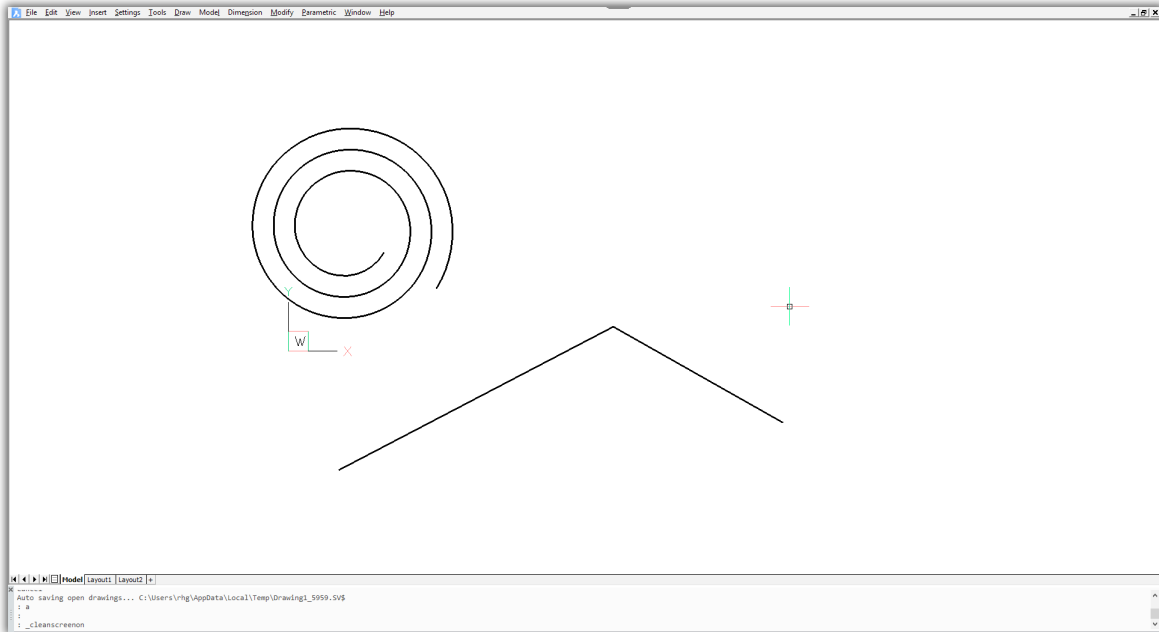 File Edit View Insert Settings Tools Draw Model Dimension Modify Parametric Window Help
Y
W
X
Model Layout1 Layout2 +
Auto saving open drawings... C:\Users\rhg\AppData\Local\Temp\Drawing1_5959.SV$
: a
:
: _cleanscreenon